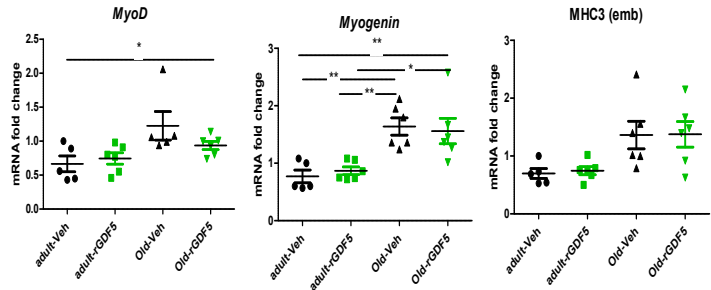 MyoD
mRNA fold change
2.5
2.0
1.5
1.0
0.5
0.0
*
adult-Veh
adult-rGDF5
Old-Veh
Old-rGDF5
Myogenin
mRNA fold change
3
2
1
0
**
*
**
**
adult-Veh
adult-rGDF5
Old-Veh
Old-rGDF5
MHC3 (emb)
mRNA fold change
3
2
1
0
adult-Veh
adult-rGDF5
Old-Veh
Old-rGDF5